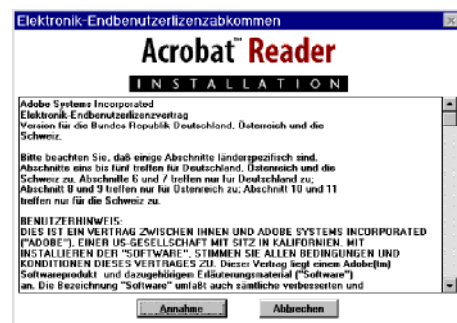 Elektronik-Endbenutzerlizenzabkommen
Acrobat™ Reader
INSTALLATION
Adobe Systems Incorporated
Elektronik-Endbenutzerlizenzvertrag
Version für die Bundes Republik Deutschland, Österreich und die
Schweiz.
Bitte beachten Sie, daß einige Abschnitte länderspezifisch sind.
Abschnitte eins bis fünf treffen für Deutschland, Österreich und die
Schweiz zu. Abschnitte 6 und 7 treffen nur für Deutschland zu;
Abschnitt 8 und 9 treffen nur für Österreich zu; Abschnitt 10 und 11
treffen nur für die Schweiz zu.
BENUTZERHINWEIS:
DIES IST EIN VERTRAG ZWISCHEN IHNEN UND ADOBE SYSTEMS INCORPORATED
("ADOBE"), EINER US-GESELLSCHAFT MIT SITZ IN KALIFORNIEN. MIT
INSTALLIEREN DER "SOFTWARE", STIMMEN SIE ALLEN BEDINGUNGEN UND
KONDITIONEN DIESES VERTRAGES ZU. Dieser Vertrag liegt einem Adobe(tm)
Softwareprodukt und dazugehörigen Erläuterungsmaterial ("Software")
an. Die Bezeichnung "Software" umfaßt auch sämtliche verbesserten und
Annahme
Abbrechen